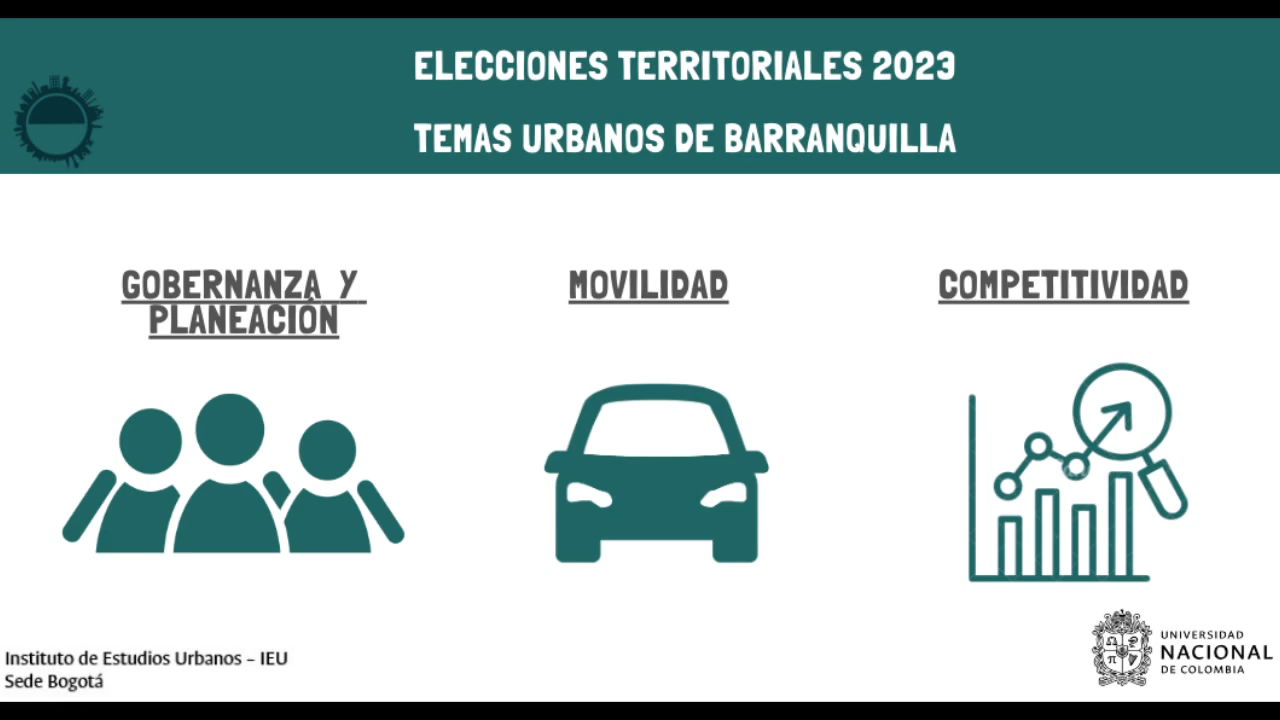 ELECCIONES TERRITORIALES 2023
TEMAS URBANOS DE BARRANQUILLA
GOBERNANZA Y
PLANEACIÓN
MOVILIDAD
COMPETITIVIDAD
Instituto de Estudios Urbanos – IEU
Sede Bogotá
UNIVERSIDAD
NACIONAL
DE COLOMBIA